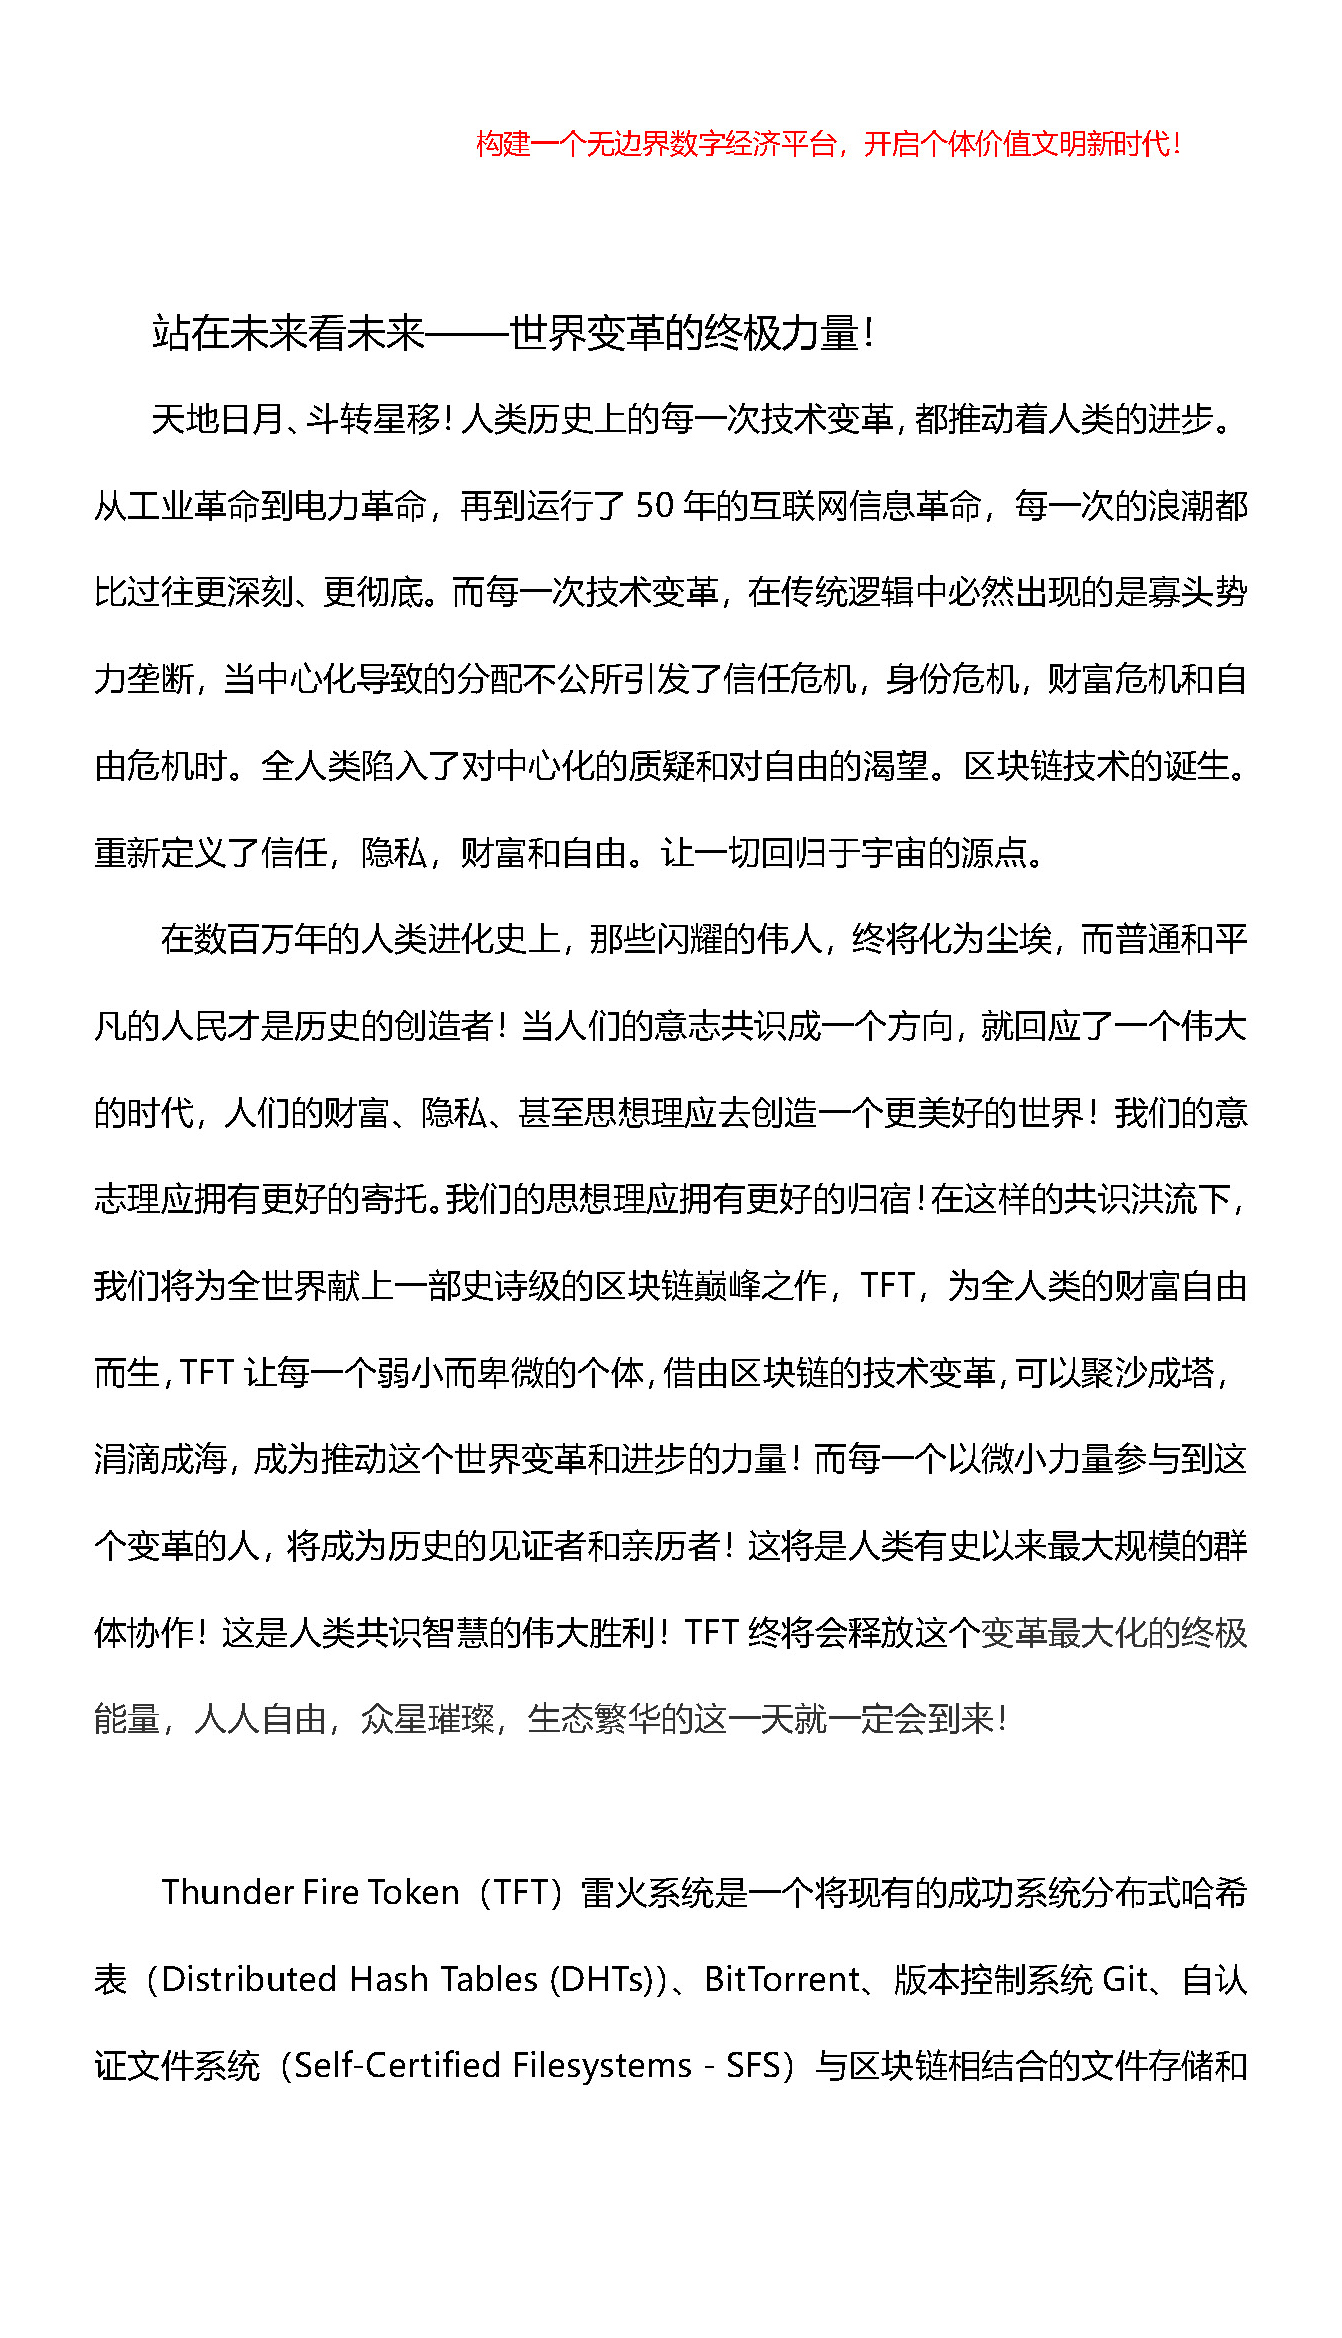 构建一个无边界数字经济平台，开启个体价值文明新时代！
站在未来看未来——世界变革的终极力量！
天地日月、斗转星移！人类历史上的每一次技术变革，都推动着人类的进步。
从工业革命到电力革命，再到运行了 50 年的互联网信息革命，每一次的浪潮都
比过往更深刻、更彻底。而每一次技术变革，在传统逻辑中必然出现的是寡头势
力垄断，当中心化导致的分配不公所引发了信任危机，身份危机，财富危机和自
由危机时。全人类陷入了对中心化的质疑和对自由的渴望。区块链技术的诞生。
重新定义了信任，隐私，财富和自由。让一切回归于宇宙的源点。
在数百万年的人类进化史上，那些闪耀的伟人，终将化为尘埃，而普通和平
凡的人民才是历史的创造者！当人们的意志共识成一个方向，就回应了一个伟大
的时代，人们的财富、隐私、甚至思想理应去创造一个更美好的世界！我们的意
志理应拥有更好的寄托。我们的思想理应拥有更好的归宿！在这样的共识洪流下，
我们将为全世界献上一部史诗级的区块链巅峰之作，TFT，为全人类的财富自由
而生，TFT 让每一个弱小而卑微的个体，借由区块链的技术变革，可以聚沙成塔，
涓滴成海，成为推动这个世界变革和进步的力量！而每一个以微小力量参与到这
个变革的人，将成为历史的见证者和亲历者！这将是人类有史以来最大规模的群
体协作！这是人类共识智慧的伟大胜利！TFT 终将会释放这个变革最大化的终极
能量，人人自由，众星璀璨，生态繁华的这一天就一定会到来！
Thunder Fire Token（TFT）雷火系统是一个将现有的成功系统分布式哈希
表（Distributed Hash Tables (DHTs)）、BitTorrent、版本控制系统 Git、自认
证文件系统（Self-Certified Filesystems - SFS）与区块链相结合的文件存储和